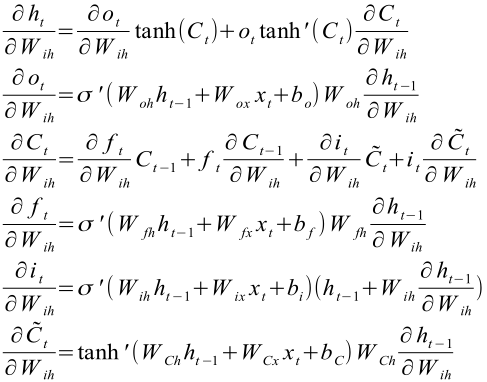 ∂h_t/∂W_ih = ∂o_t/∂W_ih tanh(C_t) + o_t tanh'(C_t) ∂C_t/∂W_ih
∂o_t/∂W_ih = σ'(W_oh h_{t-1} + W_ox x_t + b_o) W_oh ∂h_{t-1}/∂W_ih
∂C_t/∂W_ih = ∂f_t/∂W_ih C_{t-1} + f_t ∂C_{t-1}/∂W_ih + ∂i_t/∂W_ih C̃_t + i_t ∂C̃_t/∂W_ih
∂f_t/∂W_ih = σ'(W_fh h_{t-1} + W_fx x_t + b_f) W_fh ∂h_{t-1}/∂W_ih
∂i_t/∂W_ih = σ'(W_ih h_{t-1} + W_ix x_t + b_i)(h_{t-1} + W_ih ∂h_{t-1}/∂W_ih)
∂C̃_t/∂W_ih = tanh'(W_Ch h_{t-1} + W_Cx x_t + b_C) W_Ch ∂h_{t-1}/∂W_ih